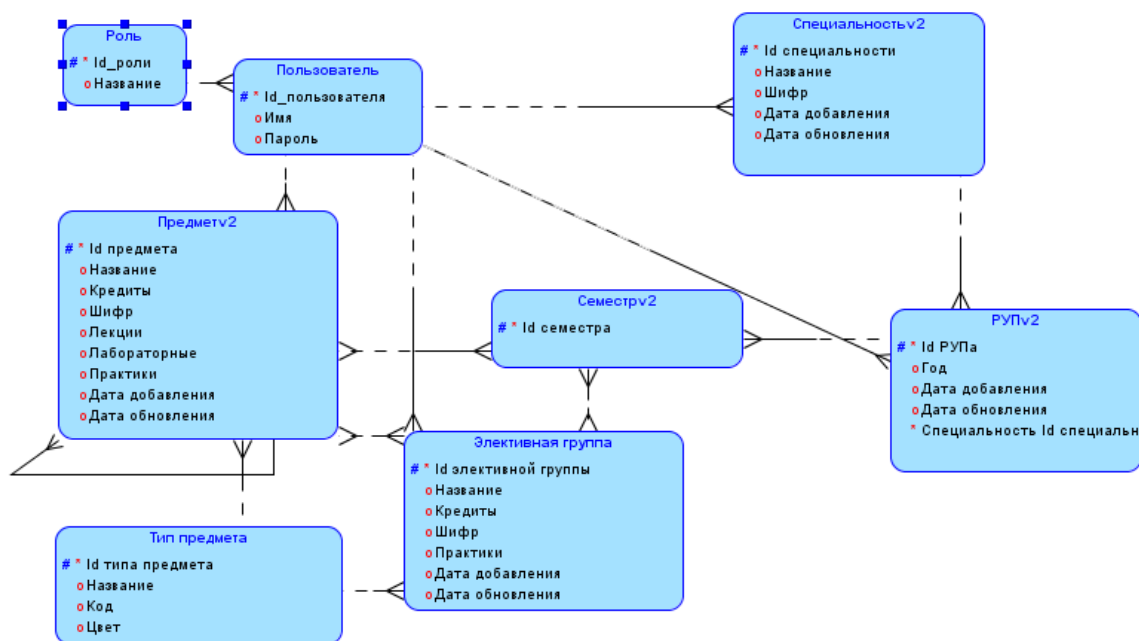 Роль
# * Id_роли
o Название
Пользователь
# * Id_пользователя
o Имя
o Пароль
Специальностьv2
# * Id специальности
o Название
o Шифр
o Дата добавления
o Дата обновления
Предметv2
# * Id предмета
o Название
o Кредиты
o Шифр
o Лекции
o Лабораторные
o Практики
o Дата добавления
o Дата обновления
Семестрv2
# * Id семестра
РУПv2
# * Id РУПа
o Год
o Дата добавления
o Дата обновления
* Специальность Id специальн
Элективная группа
# * Id элективной группы
o Название
o Кредиты
o Шифр
o Практики
o Дата добавления
o Дата обновления
Тип предмета
# * Id типа предмета
o Название
o Код
o Цвет